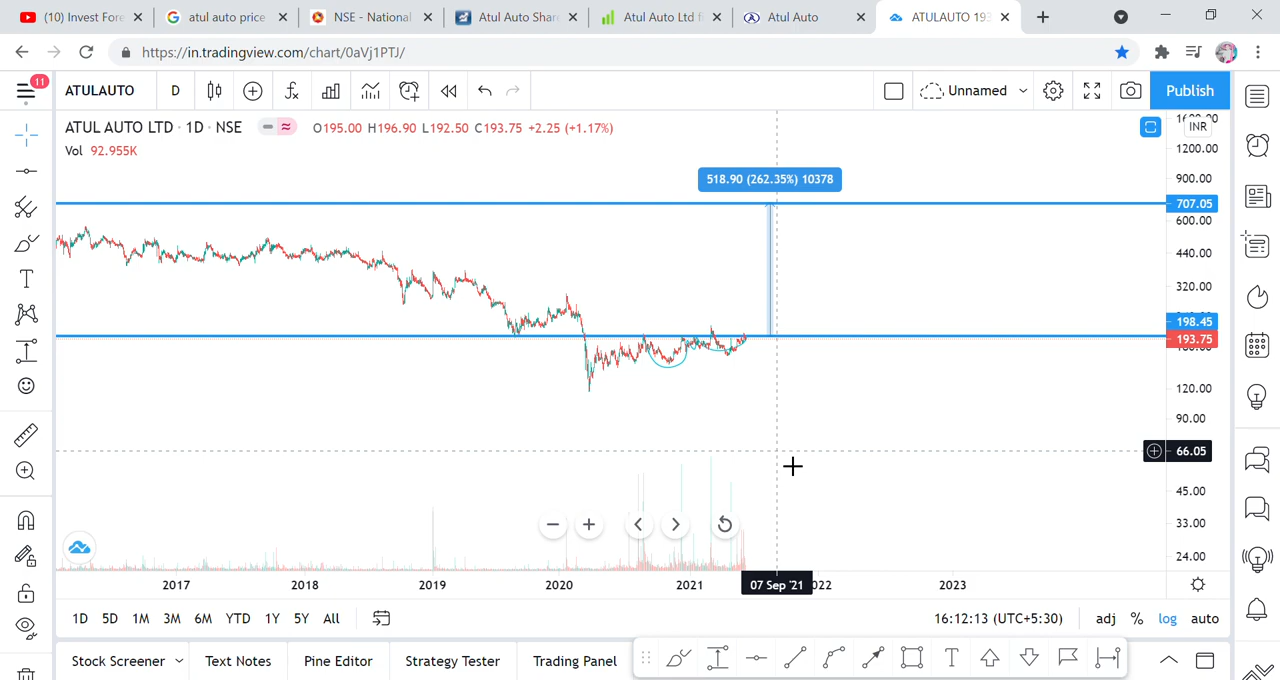 (10) Invest Fore
atul auto price
NSE - National
Atul Auto Shar
Atul Auto Ltd f
Atul Auto
ATULAUTO 193
https://in.tradingview.com/chart/0aVj1PTJ/
11
ATULAUTO
D
Unnamed
Publish
ATUL AUTO LTD · 1D · NSE
O195.00 H196.90 L192.50 C193.75 +2.25 (+1.17%)
INR
Vol 92.955K
1200.00
518.90 (262.35%) 10378
900.00
707.05
600.00
440.00
320.00
198.45
193.75
120.00
90.00
66.05
45.00
33.00
24.00
2017 2018 2019 2020 2021 07 Sep '21 2022 2023
1D 5D 1M 3M 6M YTD 1Y 5Y All
16:12:13 (UTC+5:30)
adj % log auto
Stock Screener
Text Notes
Pine Editor
Strategy Tester
Trading Panel